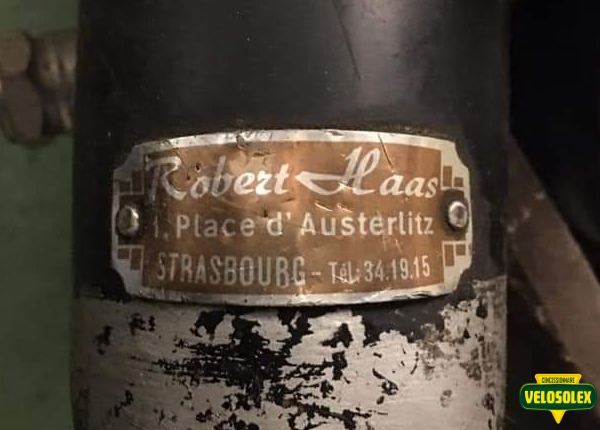 Robert Haas
1, Place d'Austerlitz
STRASBOURG - Tél: 34.19.15
CONCESSIONNAIRE
VELOSOLEX